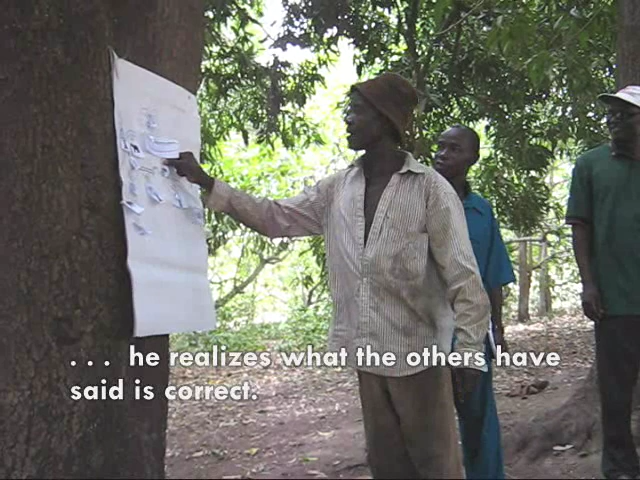 . . . he realizes what the others have
said is correct.